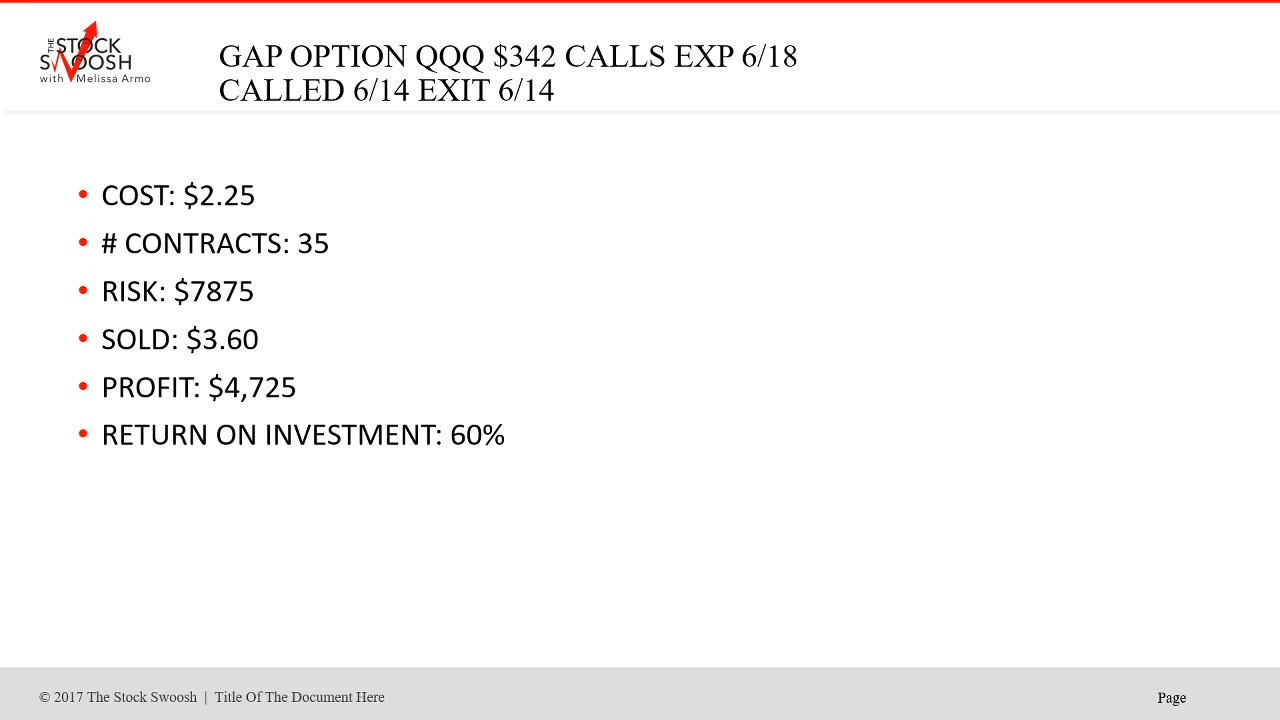 THE STOCK
SWOOSH
with Melissa Armo
GAP OPTION QQQ $342 CALLS EXP 6/18
CALLED 6/14 EXIT 6/14
• COST: $2.25
• # CONTRACTS: 35
• RISK: $7875
• SOLD: $3.60
• PROFIT: $4,725
• RETURN ON INVESTMENT: 60%
© 2017 The Stock Swoosh | Title Of The Document Here
Page